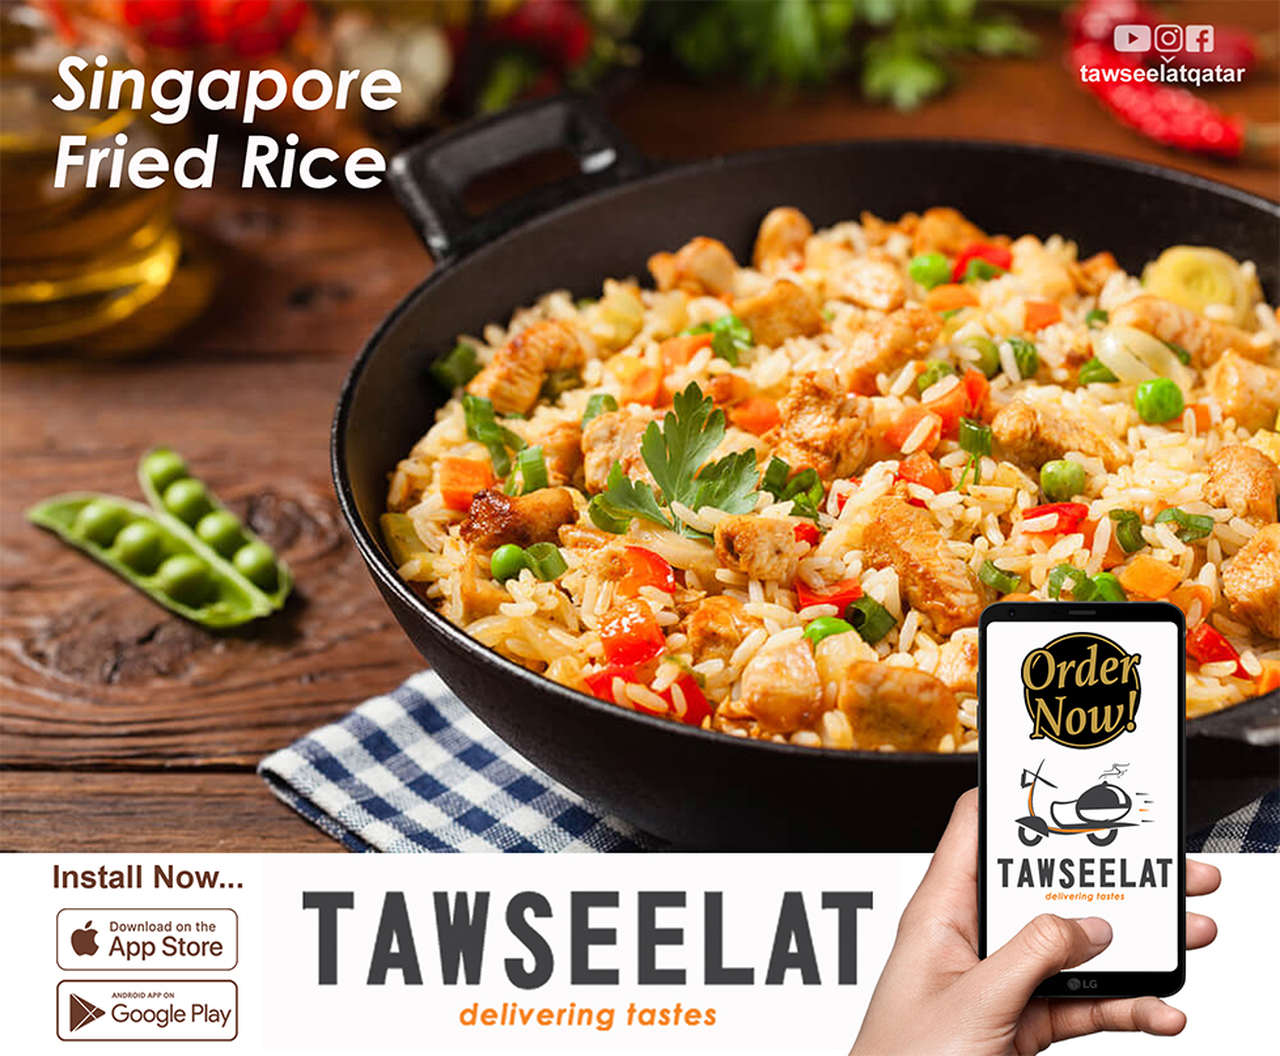 Singapore
Fried Rice
tawseelatqatar
Order
Now!
TAWSEELAT
delivering tastes
LG
Install Now...
Download on the
App Store
ANDROID APP ON
Google Play
TAWSEELAT
delivering tastes